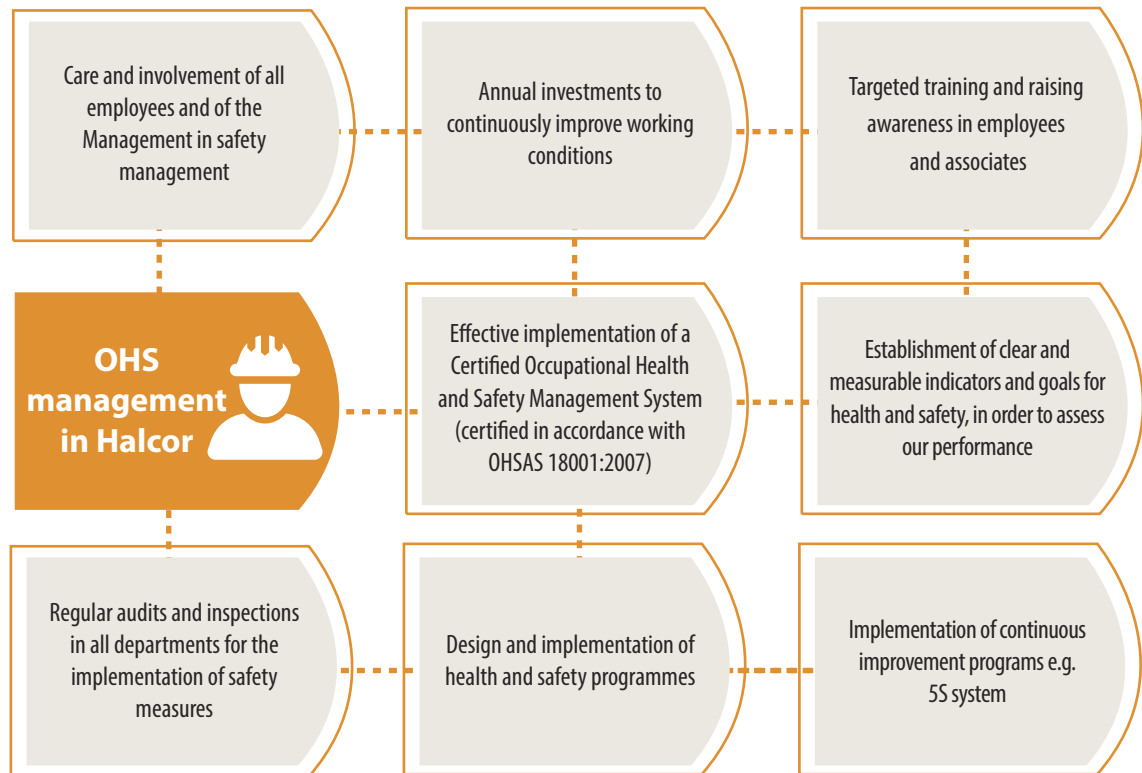 Care and involvement of all
employees and of the
Management in safety
management
Annual investments to
continuously improve working
conditions
Targeted training and raising
awareness in employees
and associates
OHS
management
in Halcor
Effective implementation of a
Certified Occupational Health
and Safety Management System
(certified in accordance with
OHSAS 18001:2007)
Establishment of clear and
measurable indicators and goals for
health and safety, in order to assess
our performance
Regular audits and inspections
in all departments for the
implementation of safety
measures
Design and implementation of
health and safety programmes
Implementation of continuous
improvement programs e.g.
5S system